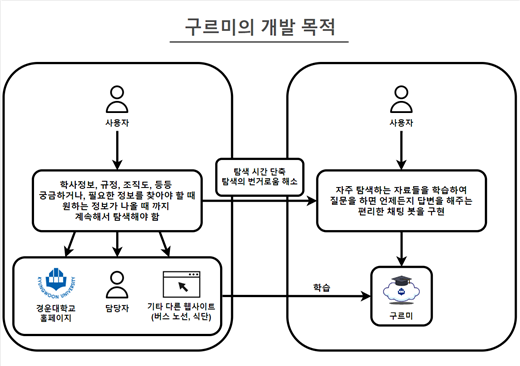 구르미의 개발 목적
사용자
학사정보, 규정, 조직도, 등등
궁금하거나, 필요한 정보를 찾아야 할 때
원하는 정보가 나올 때 까지
계속해서 탐색해야 함
KYUNGWOON UNIVERSITY
경운대학교
홈페이지
담당자
기타 다른 웹사이트
(버스 노선, 식단)
탐색 시간 단축
탐색의 번거로움 해소
학습
사용자
자주 탐색하는 자료들을 학습하여
질문을 하면 언제든지 답변을 해주는
편리한 채팅 봇을 구현
구르미